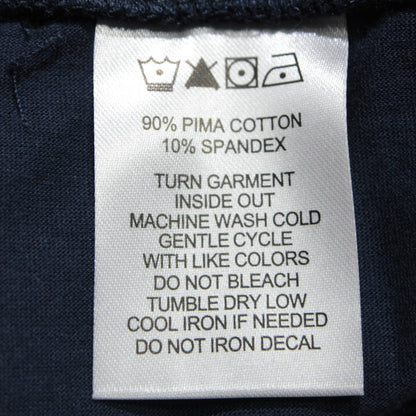 90% PIMA COTTON
10% SPANDEX
TURN GARMENT
INSIDE OUT
MACHINE WASH COLD
GENTLE CYCLE
WITH LIKE COLORS
DO NOT BLEACH
TUMBLE DRY LOW
COOL IRON IF NEEDED
DO NOT IRON DECAL